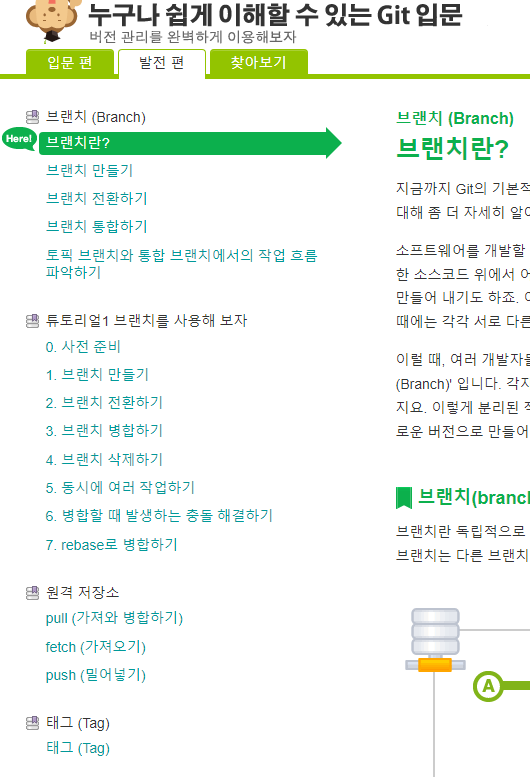 누구나 쉽게 이해할 수 있는 Git 입문
버전 관리를 완벽하게 이용해보자
입문 편
발전 편
찾아보기
브랜치 (Branch)
Here!
브랜치란?
브랜치 만들기
브랜치 전환하기
브랜치 통합하기
토픽 브랜치와 통합 브랜치에서의 작업 흐름
파악하기
튜토리얼1 브랜치를 사용해 보자
0. 사전 준비
1. 브랜치 만들기
2. 브랜치 전환하기
3. 브랜치 병합하기
4. 브랜치 삭제하기
5. 동시에 여러 작업하기
6. 병합할 때 발생하는 충돌 해결하기
7. rebase로 병합하기
원격 저장소
pull (가져와 병합하기)
fetch (가져오기)
push (밀어넣기)
태그 (Tag)
태그 (Tag)
브랜치 (Branch)
브랜치란?
지금까지 Git의 기본적
대해 좀 더 자세히 알아
소프트웨어를 개발할
한 소스코드 위에서 어
만들어 내기도 하죠.
때에는 각각 서로 다른
이럴 때, 여러 개발자들
(Branch)' 입니다. 각자
지요. 이렇게 분리된 작
로운 버전으로 만들어
브랜치(branch
브랜치란 독립적으로
브랜치는 다른 브랜치
A